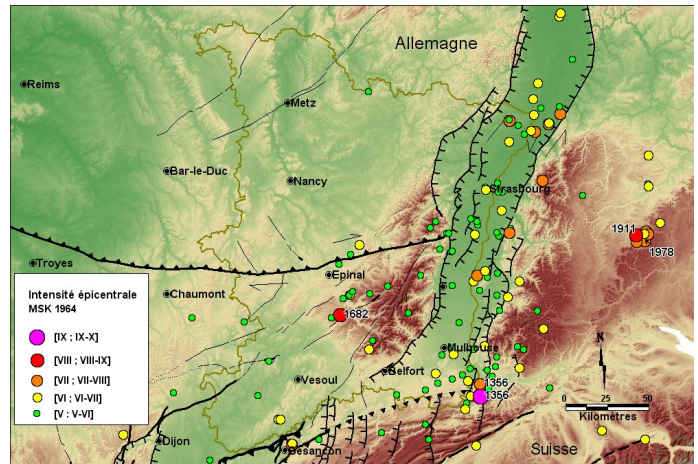 Allemagne
Reims
Metz
Bar-le-Duc
Nancy
Strasbourg
1911
1978
Troyes
Epinal
Chaumont
1682
Intensité épicentrale
MSK 1964
[IX ; IX-X]
[VIII ; VIII-IX]
[VII ; VII-VIII]
[VI ; VI-VII]
[V : V-VI]
Mulhouse
N
Vesoul
Belfort
1356
1356
0 25 50
Kilomètres
Dijon
Besançon
Suisse